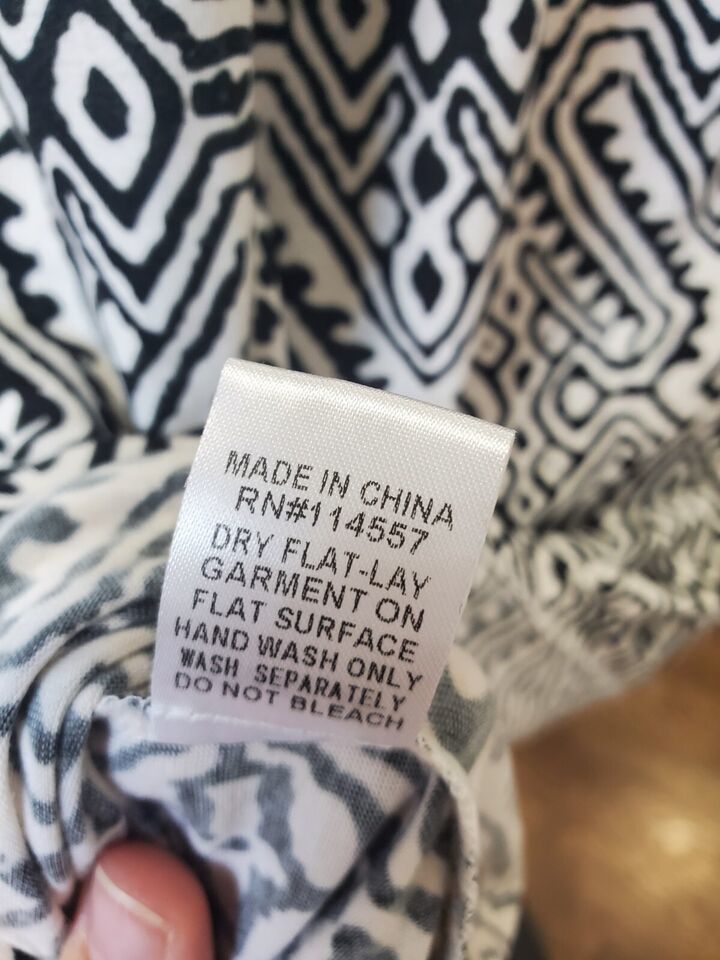 MADE IN CHINA
RN#114557
DRY FLAT-LAY
GARMENT ON
FLAT SURFACE
HAND WASH ONLY
WASH SEPARATELY
DO NOT BLEACH